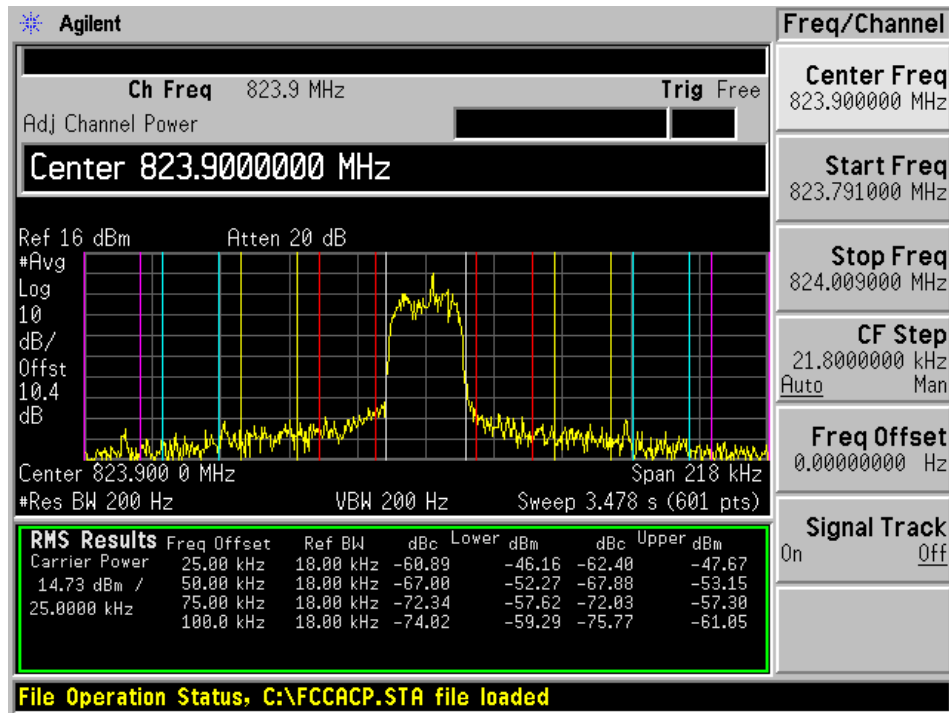 Agilent
Freq/Channel
Ch Freq 823.9 MHz Trig Free
Adj Channel Power
Center 823.9000000 MHz
Ref 16 dBm Atten 20 dB
#Avg
Log
10
dB/
Offst
10.4
dB
Center 823.900 0 MHz Span 218 kHz
#Res BW 200 Hz VBW 200 Hz Sweep 3.478 s (601 pts)
RMS Results Freq Offset Ref BW dBc Lower dBm dBc Upper dBm
Carrier Power 25.00 kHz 18.00 kHz -60.89 -46.16 -62.40 -47.67
14.73 dBm / 50.00 kHz 18.00 kHz -67.00 -52.27 -67.88 -53.15
25.0000 kHz 75.00 kHz 18.00 kHz -72.34 -57.62 -72.03 -57.30
100.0 kHz 18.00 kHz -74.02 -59.29 -75.77 -61.05
File Operation Status, C:\FCCACP.STA file loaded
Center Freq
823.900000 MHz
Start Freq
823.791000 MHz
Stop Freq
824.009000 MHz
CF Step
21.8000000 kHz
Auto Man
Freq Offset
0.00000000 Hz
Signal Track
On Off